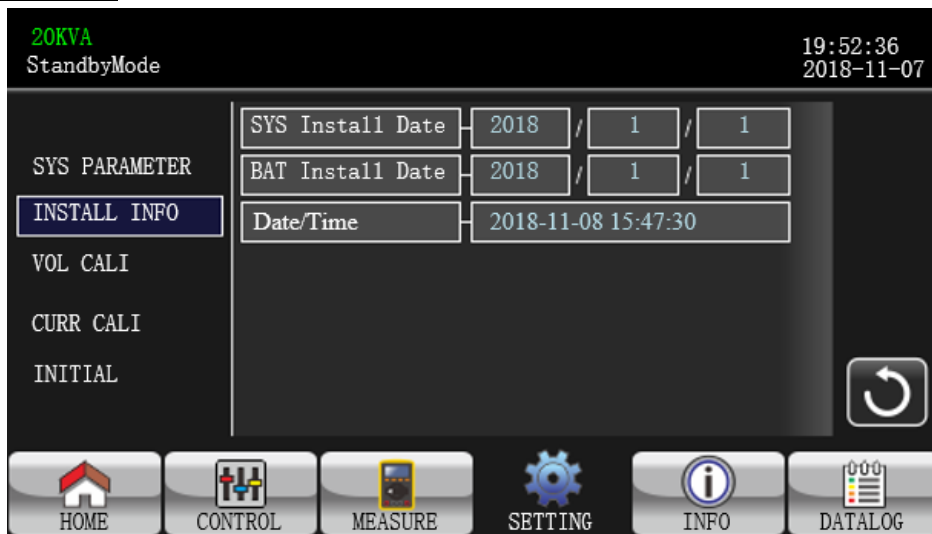 20KVA
StandbyMode
19:52:36
2018-11-07
SYS PARAMETER
INSTALL INFO
VOL CALI
CURR CALI
INITIAL
SYS Install Date 2018 / 1 / 1
BAT Install Date 2018 / 1 / 1
Date/Time 2018-11-08 15:47:30
HOME CONTROL MEASURE SETTING INFO DATALOG